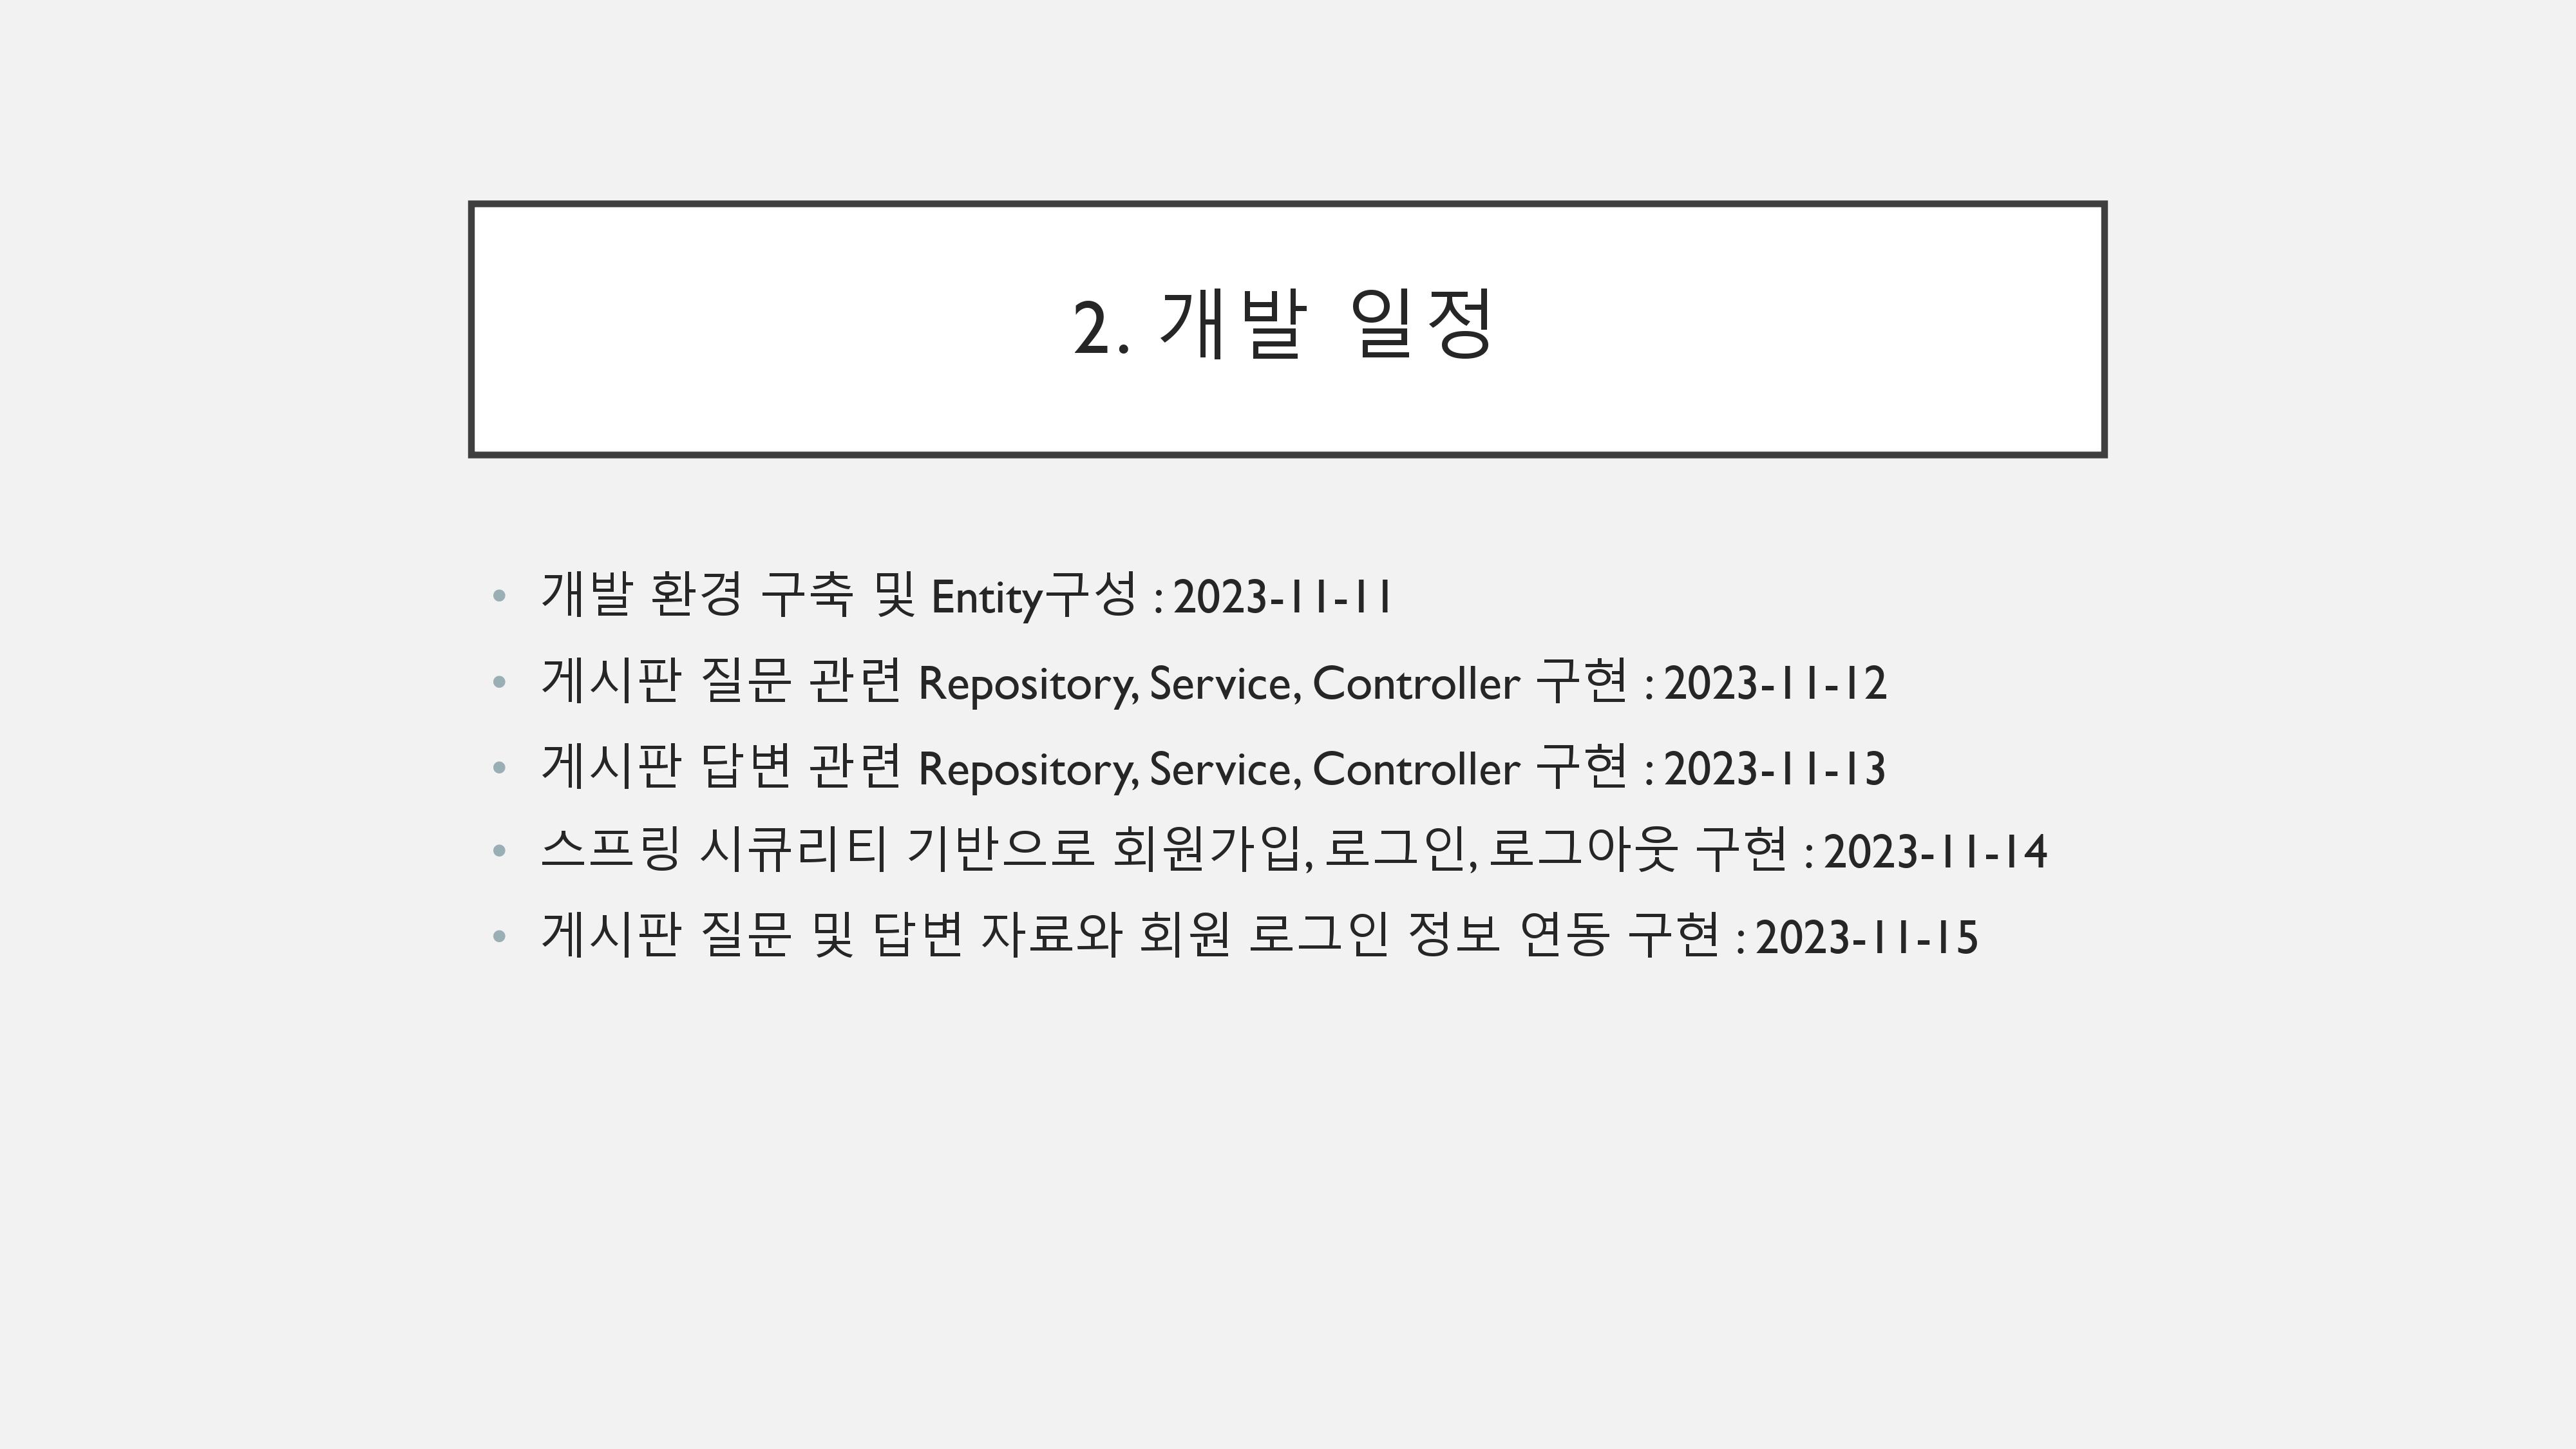 2. 개발 일정
• 개발 환경 구축 및 Entity구성 : 2023-11-11
• 게시판 질문 관련 Repository, Service, Controller 구현 : 2023-11-12
• 게시판 답변 관련 Repository, Service, Controller 구현 : 2023-11-13
• 스프링 시큐리티 기반으로 회원가입, 로그인, 로그아웃 구현 : 2023-11-14
• 게시판 질문 및 답변 자료와 회원 로그인 정보 연동 구현 : 2023-11-15